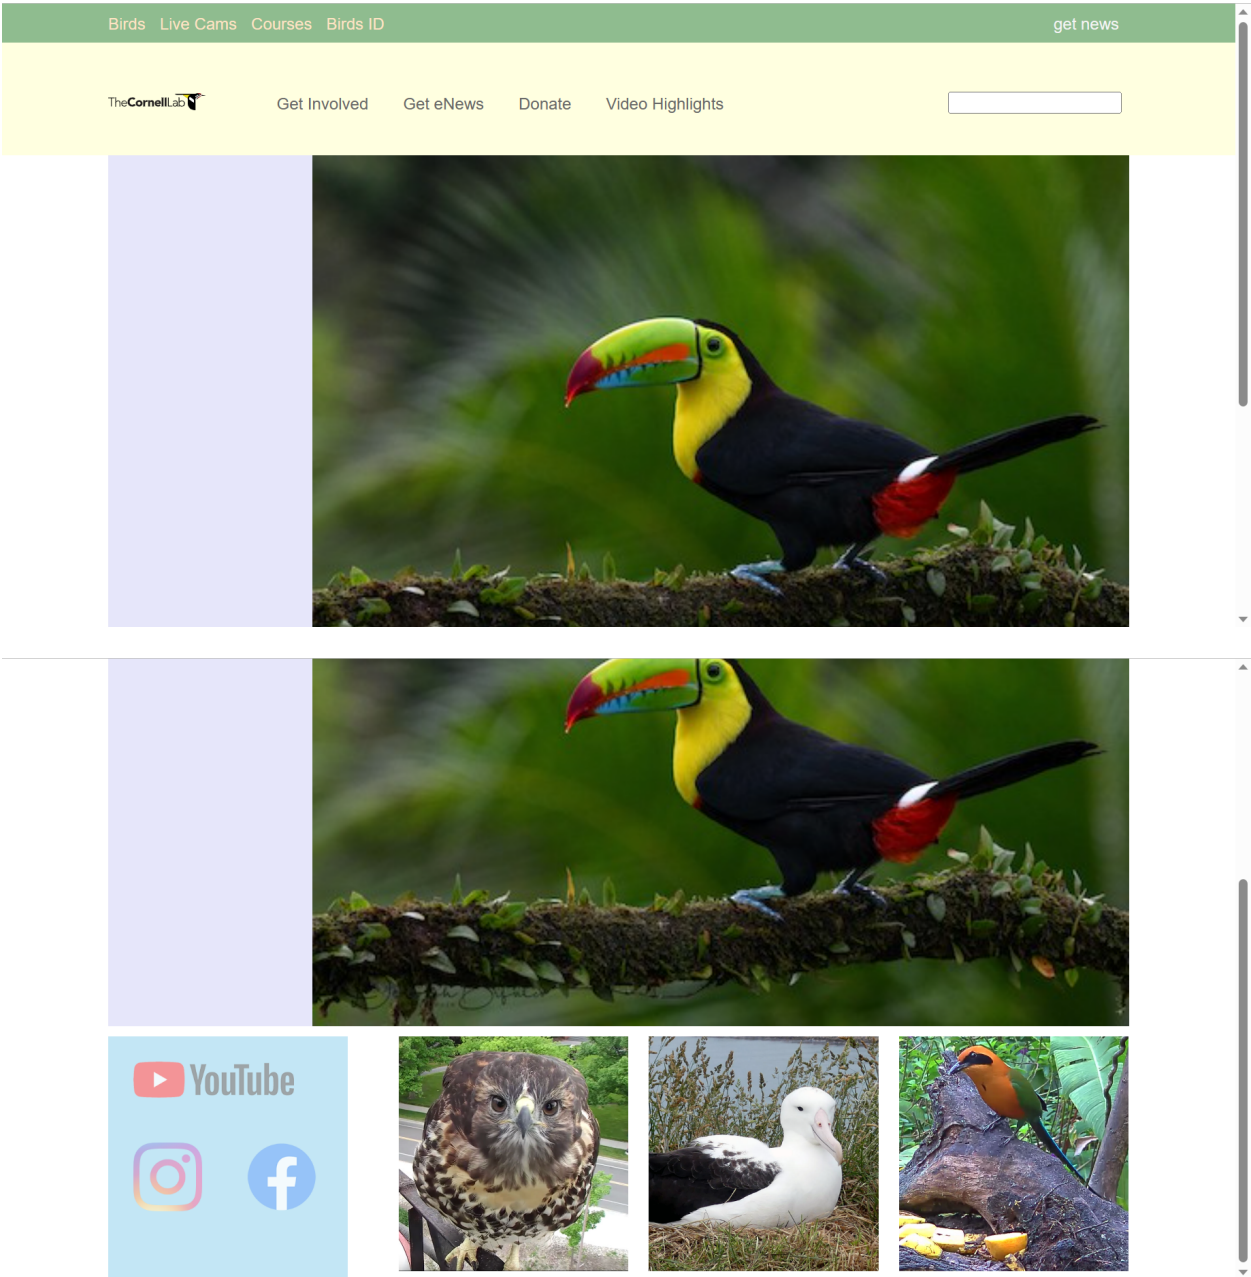 Birds Live Cams Courses Birds ID get news
TheCornellLab Get Involved Get eNews Donate Video Highlights
YouTube